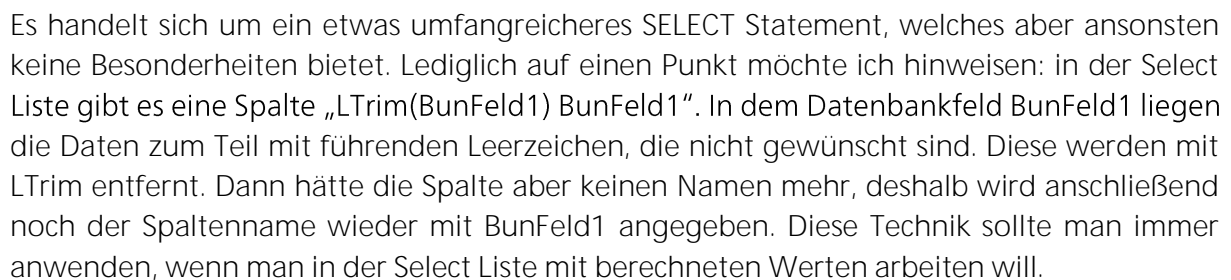 Es handelt sich um ein etwas umfangreicheres SELECT Statement, welches aber ansonsten
keine Besonderheiten bietet. Lediglich auf einen Punkt möchte ich hinweisen: in der Select
Liste gibt es eine Spalte „LTrim(BunFeld1) BunFeld1“. In dem Datenbankfeld BunFeld1 liegen
die Daten zum Teil mit führenden Leerzeichen, die nicht gewünscht sind. Diese werden mit
LTrim entfernt. Dann hätte die Spalte aber keinen Namen mehr, deshalb wird anschließend
noch der Spaltenname wieder mit BunFeld1 angegeben. Diese Technik sollte man immer
anwenden, wenn man in der Select Liste mit berechneten Werten arbeiten will.